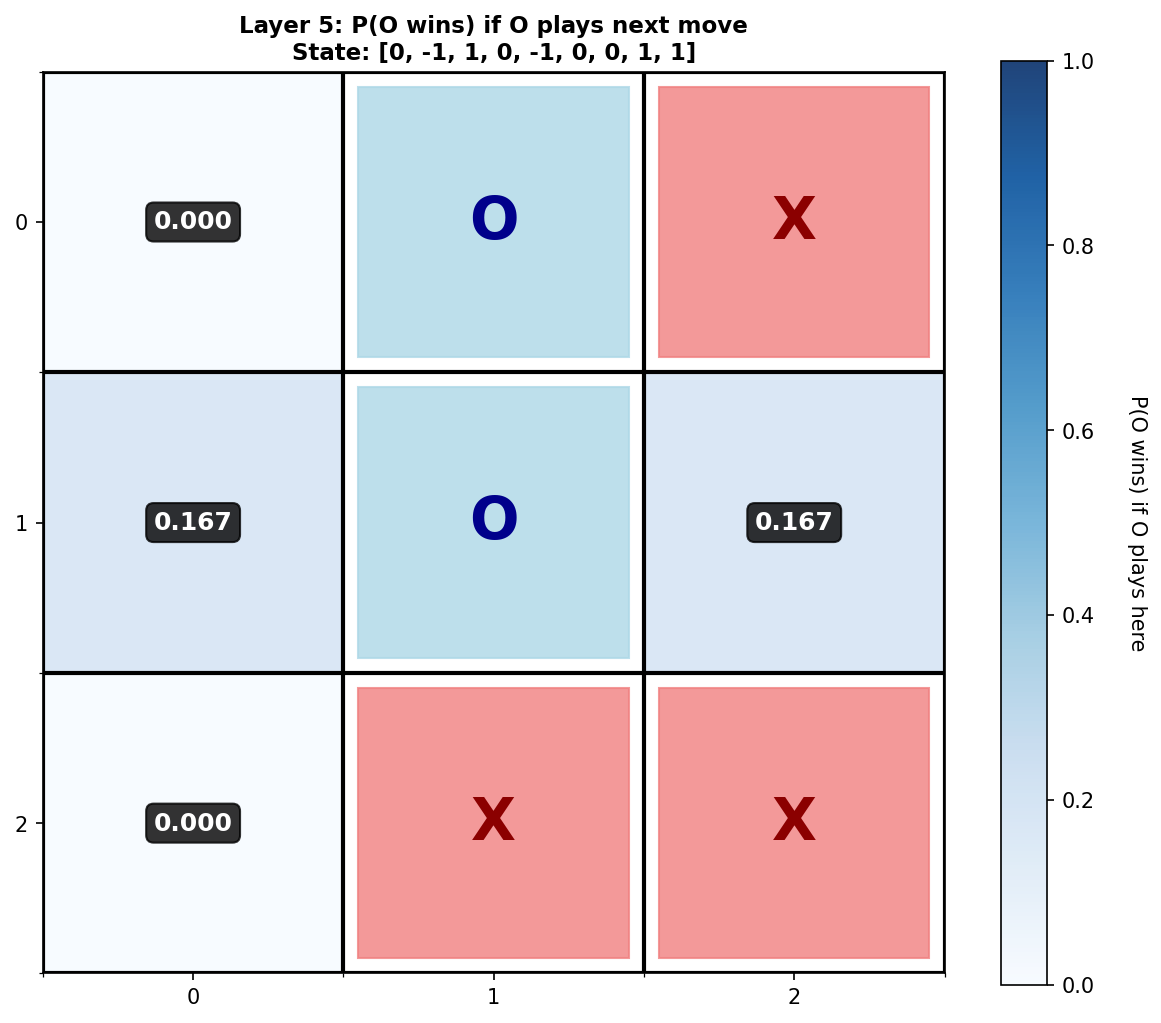 Layer 5: P(O wins) if O plays next move
State: [0, -1, 1, 0, -1, 0, 0, 1, 1]
0
0.000
O
X
1
0.167
O
0.167
2
0.000
X
X
0
1
2
1.0
0.8
0.6
0.4
0.2
0.0
P(O wins) if O plays here